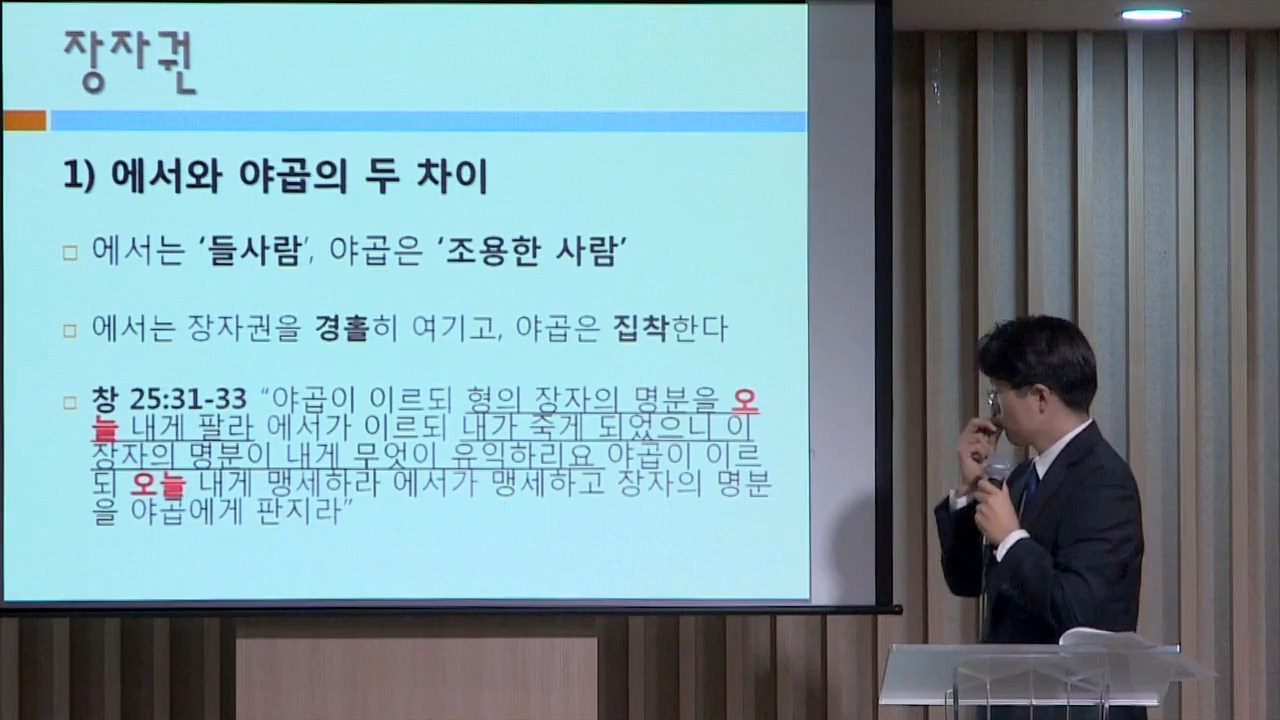 장자권
1) 에서와 야곱의 두 차이
에서는 ‘들사람’, 야곱은 ‘조용한 사람’
에서는 장자권을 경홀히 여기고, 야곱은 집착한다
창 25:31-33 “야곱이 이르되 형의 장자의 명분을 오
늘 내게 팔라 에서가 이르되 내가 죽게 되었으니 이
장자의 명분이 내게 무엇이 유익하리요 야곱이 이르
되 오늘 내게 맹세하라 에서가 맹세하고 장자의 명분
을 야곱에게 판지라”